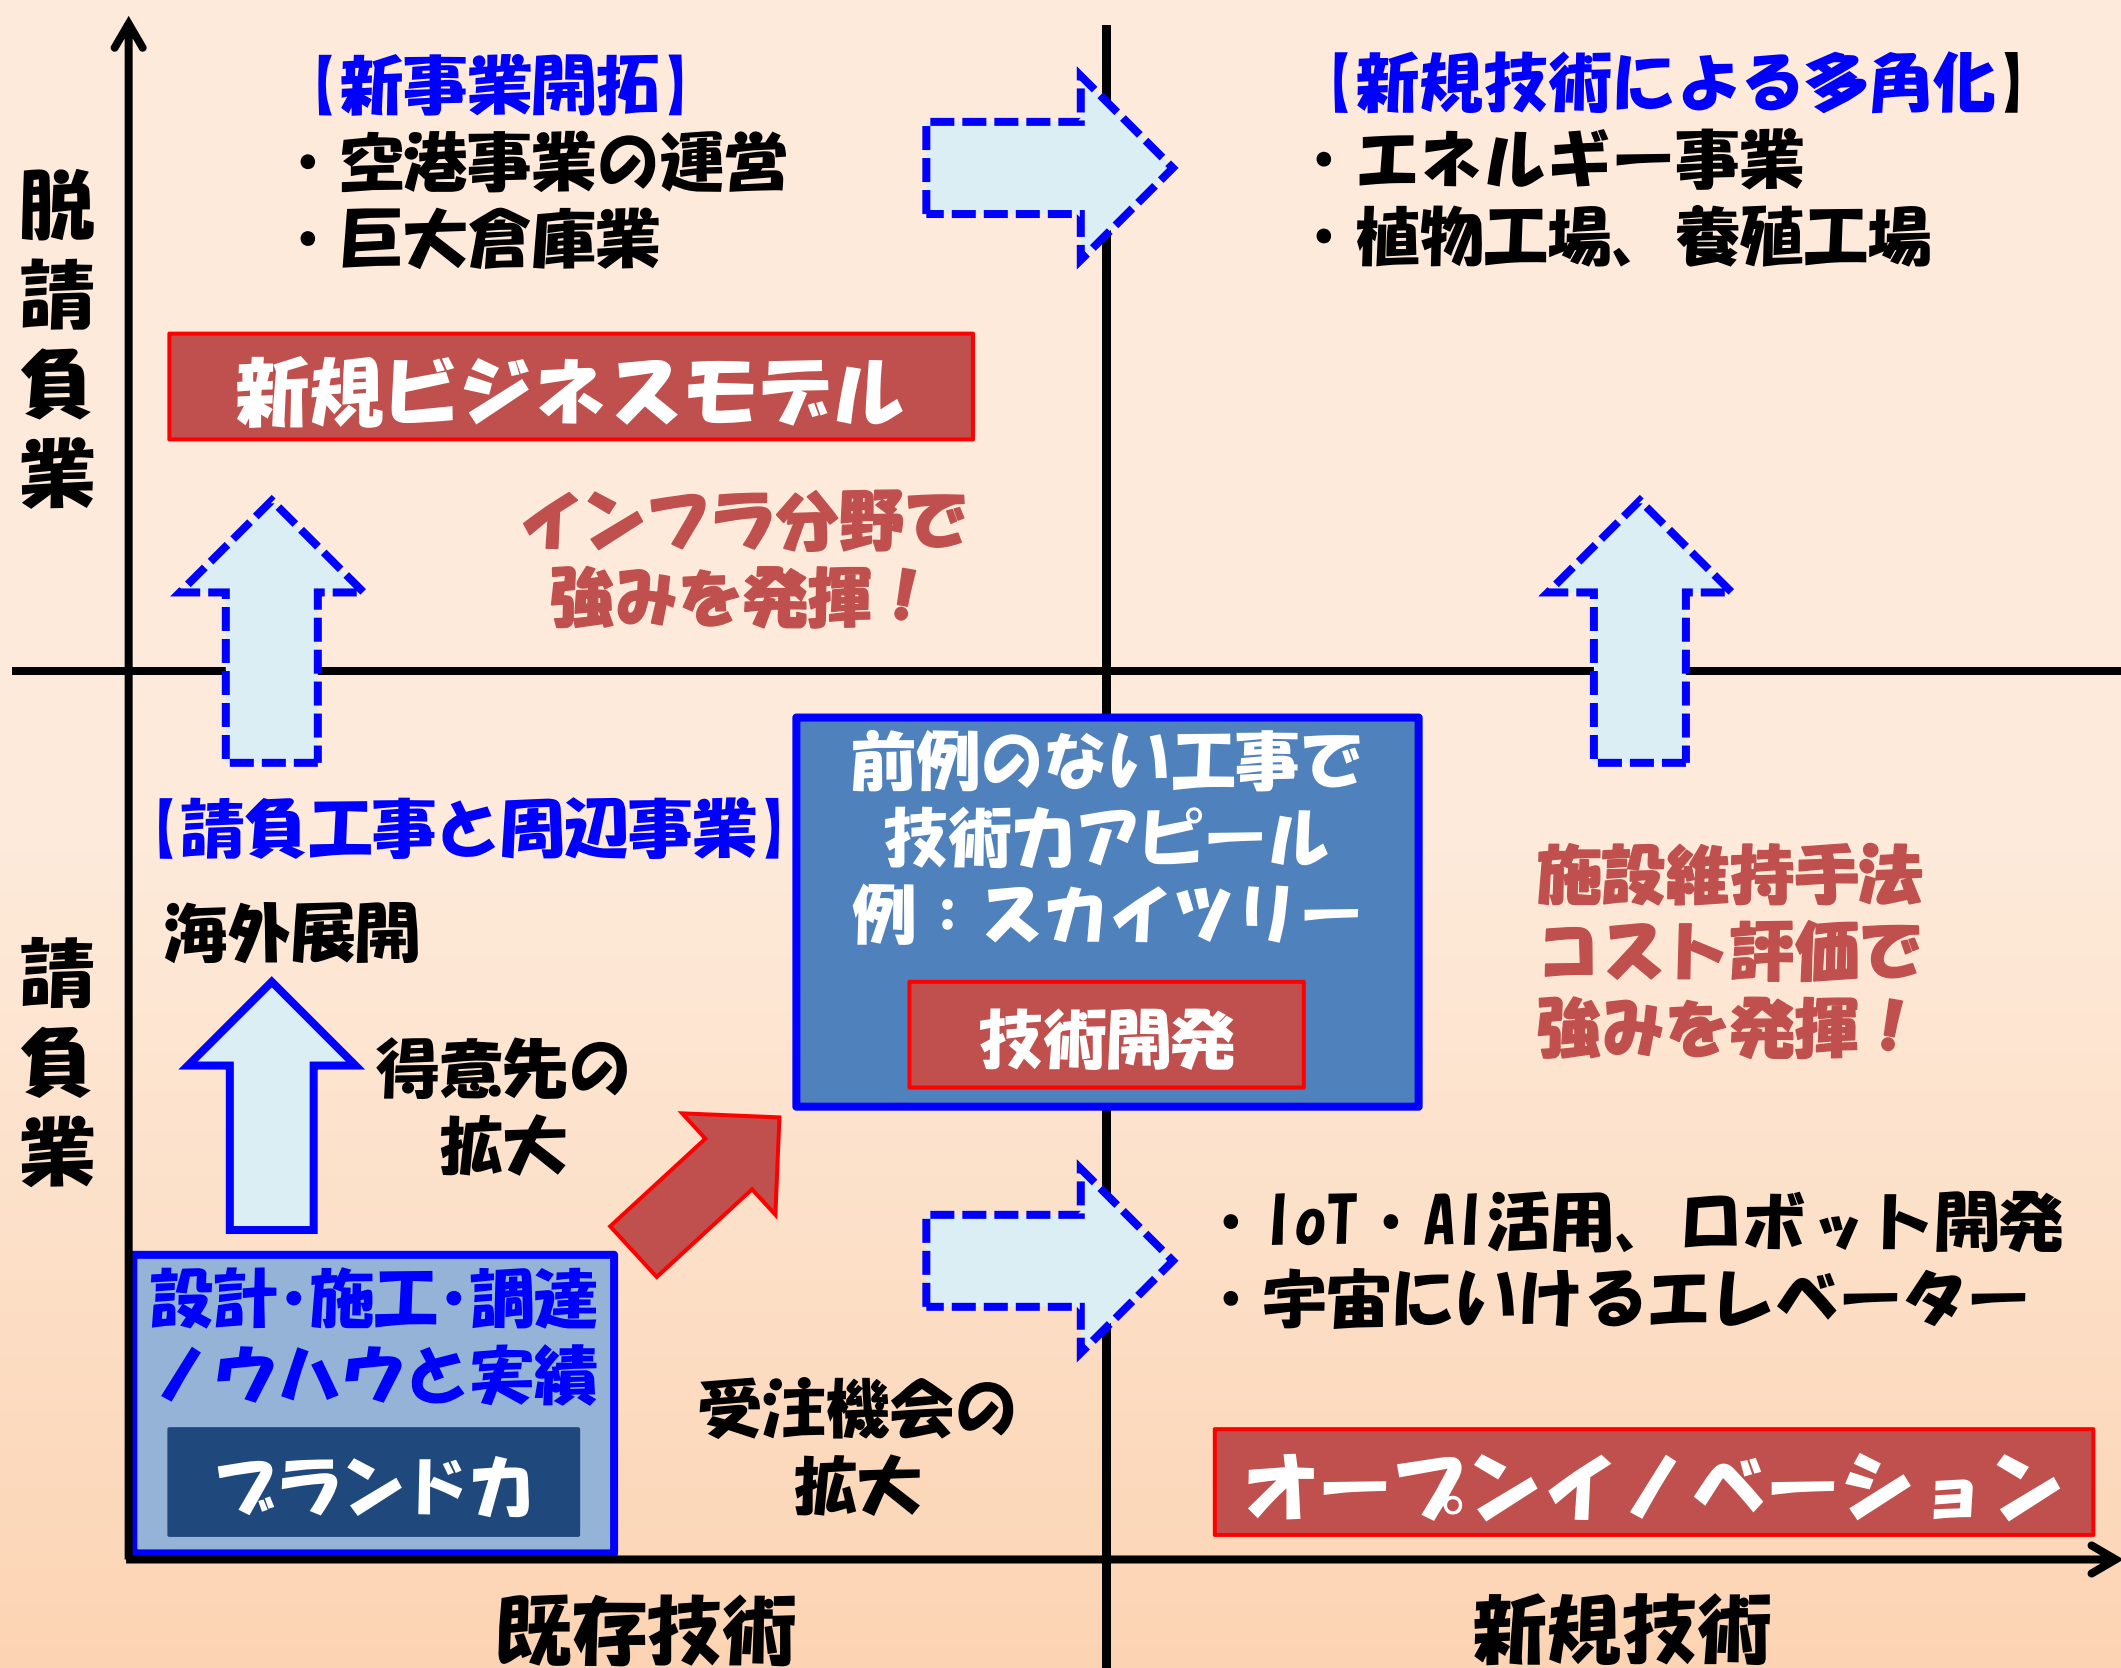 脱請負業
【新事業開拓】
・空港事業の運営
・巨大倉庫業
新規ビジネスモデル
インフラ分野で
強みを発揮！
【新規技術による多角化】
・エネルギー事業
・植物工場、養殖工場
請負業
【請負工事と周辺事業】
海外展開
得意先の
拡大
前例のない工事で
技術力アピール
例：スカイツリー
技術開発
施設維持手法
コスト評価で
強みを発揮！
設計・施工・調達
ノウハウと実績
ブランド力
受注機会の
拡大
・IoT・AI活用、ロボット開発
・宇宙にいけるエレベーター
オープンイノベーション
既存技術
新規技術